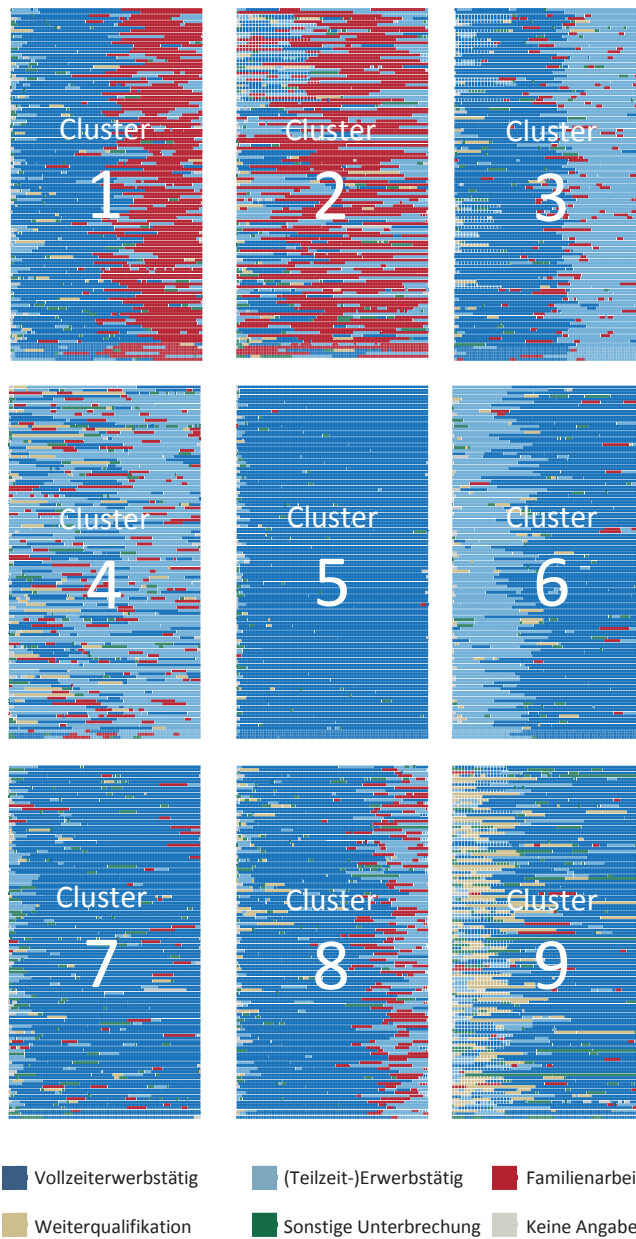 Cluster
1
Cluster
2
Cluster
3
Cluster
4
Cluster
5
Cluster
6
Cluster
7
Cluster
8
Cluster
9
Vollzeiterwerbstätig
(Teilzeit-)Erwerbstätig
Familienarbei
Weiterqualifikation
Sonstige Unterbrechung
Keine Angabe